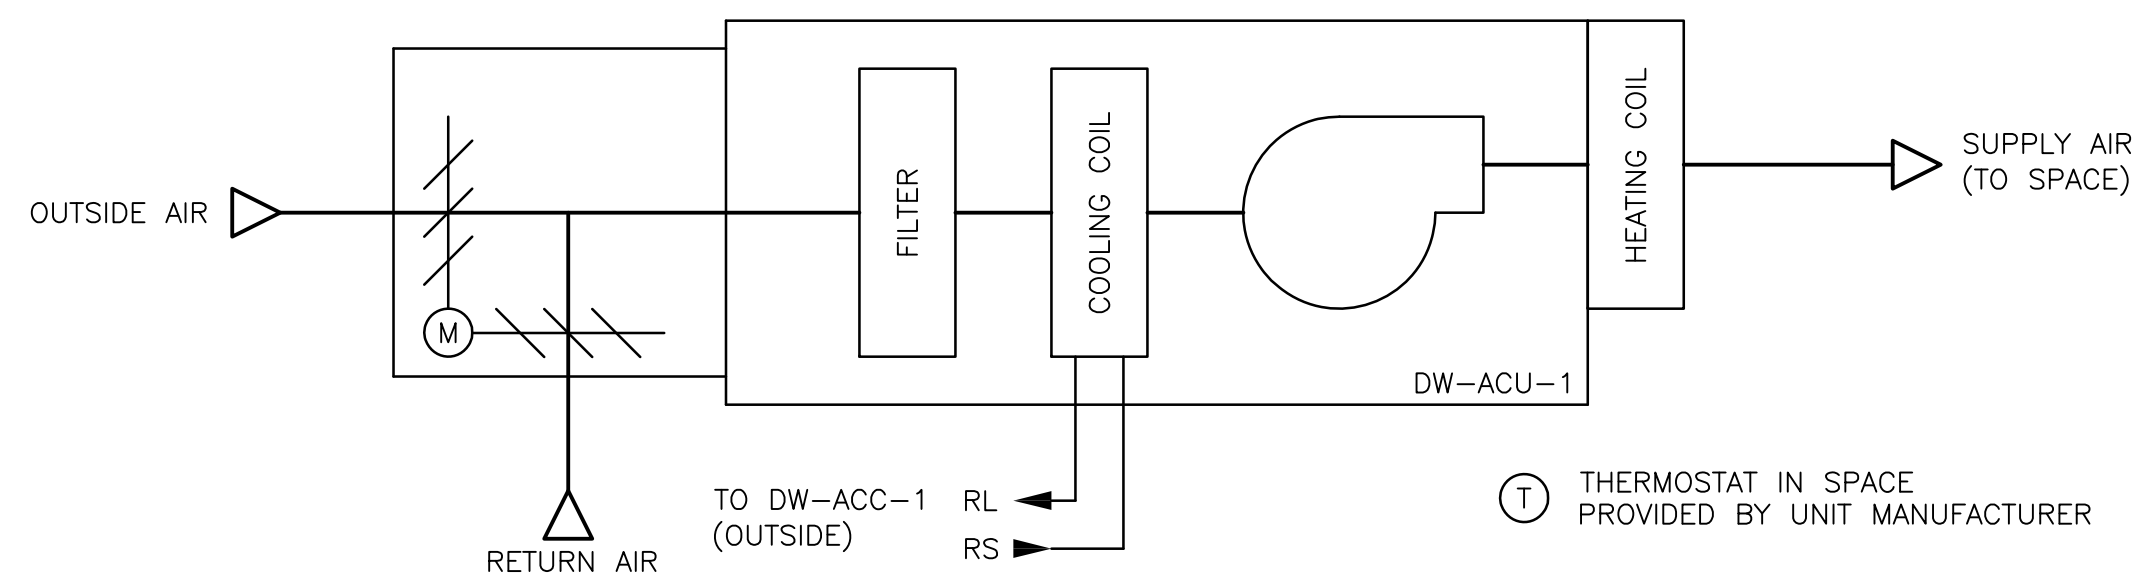 OUTSIDE AIR
M
RETURN AIR
FILTER
COOLING COIL
HEATING COIL
SUPPLY AIR
(TO SPACE)
DW-ACU-1
TO DW-ACC-1
(OUTSIDE)
RL
RS
T
THERMOSTAT IN SPACE
PROVIDED BY UNIT MANUFACTURER